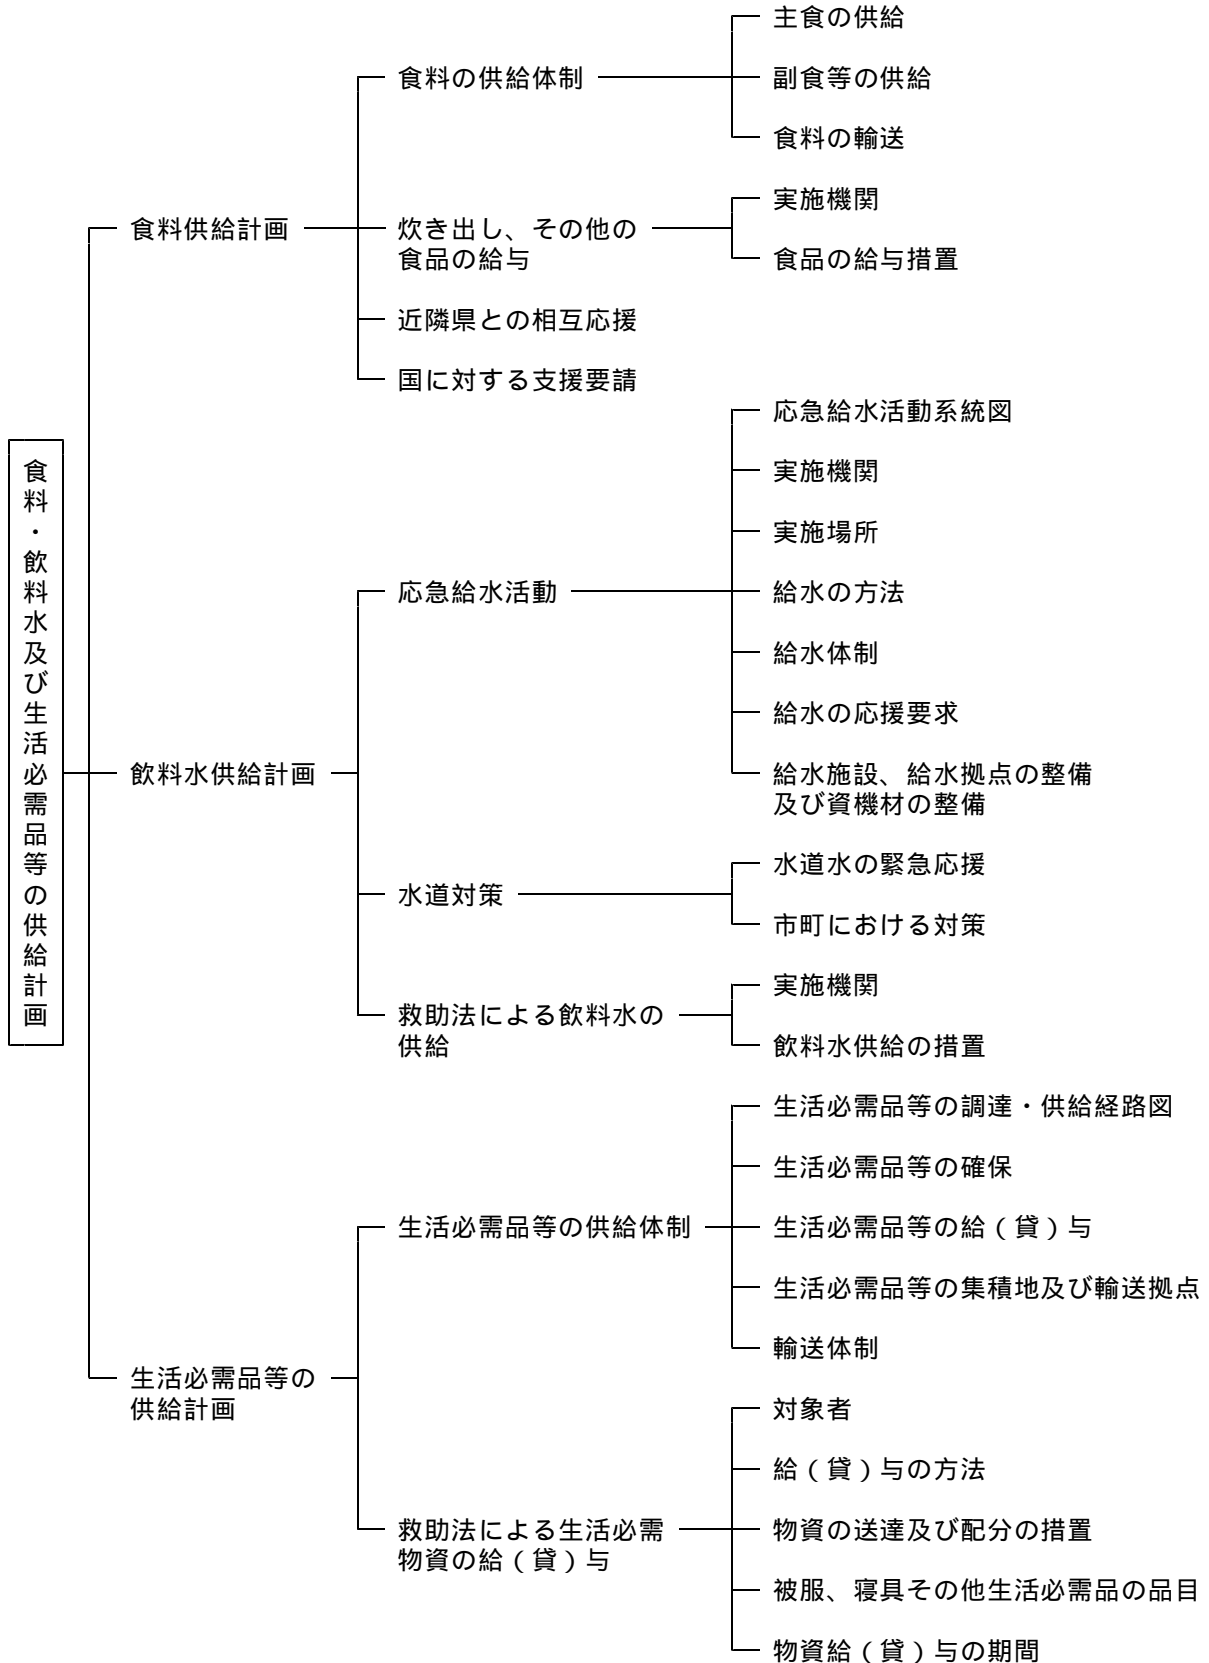 食料・飲料水及び生活必需品等の供給計画
食料供給計画
食料の供給体制
主食の供給
副食等の供給
食料の輸送
炊き出し、その他の
食品の給与
実施機関
食品の給与措置
近隣県との相互応援
国に対する支援要請
飲料水供給計画
応急給水活動
応急給水活動系統図
実施機関
実施場所
給水の方法
給水体制
給水の応援要求
給水施設、給水拠点の整備
及び資機材の整備
水道対策
水道水の緊急応援
市町における対策
救助法による飲料水の
供給
実施機関
飲料水供給の措置
生活必需品等の
供給計画
生活必需品等の供給体制
生活必需品等の調達・供給経路図
生活必需品等の確保
生活必需品等の給（貸）与
生活必需品等の集積地及び輸送拠点
輸送体制
救助法による生活必需
物資の給（貸）与
対象者
給（貸）与の方法
物資の送達及び配分の措置
被服、寝具その他生活必需品の品目
物資給（貸）与の期間